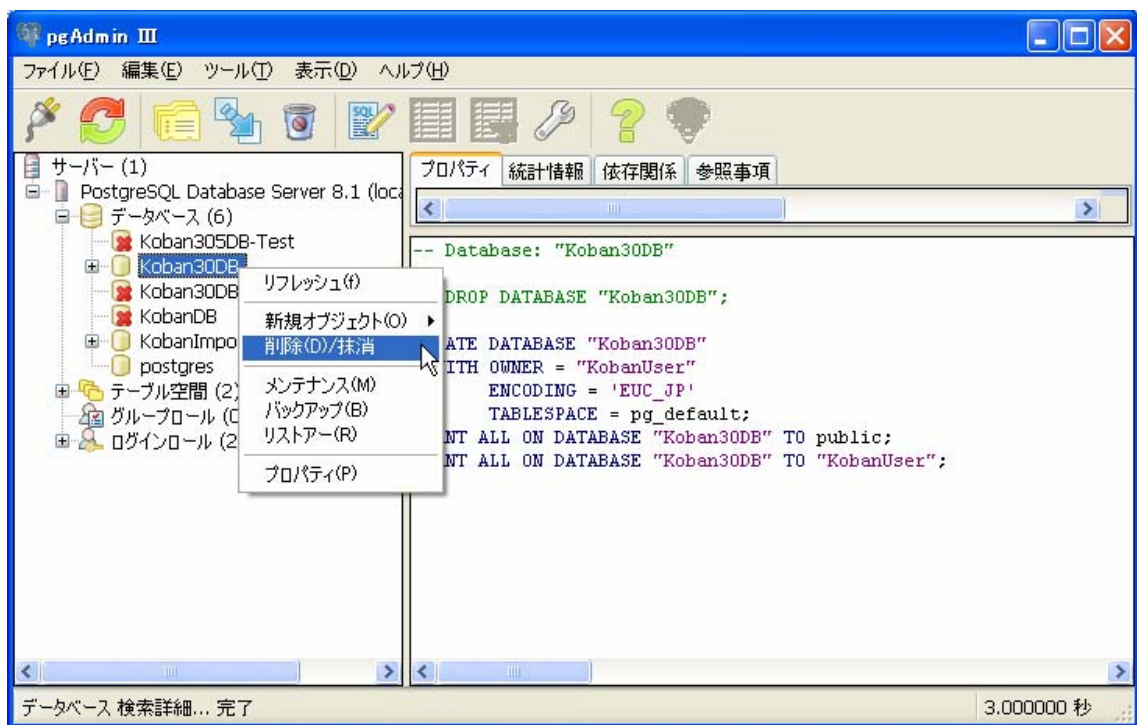 pgAdmin III
ファイル(F) 編集(E) ツール(T) 表示(D) ヘルプ(H)
SQL
サーバー (1)
PostgreSQL Database Server 8.1 (loca
データベース (6)
Koban305DB-Test
Koban30DB
Koban30DB
KobanDB
KobanImpo
postgres
テーブル空間 (2)
グループロール (
ログインロール (2
リフレッシュ(f)
新規オブジェクト(O)
削除(D)/抹消
メンテナンス(M)
バックアップ(B)
リストアー(R)
プロパティ(P)
プロパティ 統計情報 依存関係 参照事項
-- Database: "Koban30DB"
DROP DATABASE "Koban30DB";
ATE DATABASE "Koban30DB"
ITH OWNER = "KobanUser"
ENCODING = 'EUC_JP'
TABLESPACE = pg_default;
NT ALL ON DATABASE "Koban30DB" TO public;
NT ALL ON DATABASE "Koban30DB" TO "KobanUser";
データベース 検索詳細... 完了
3.000000 秒